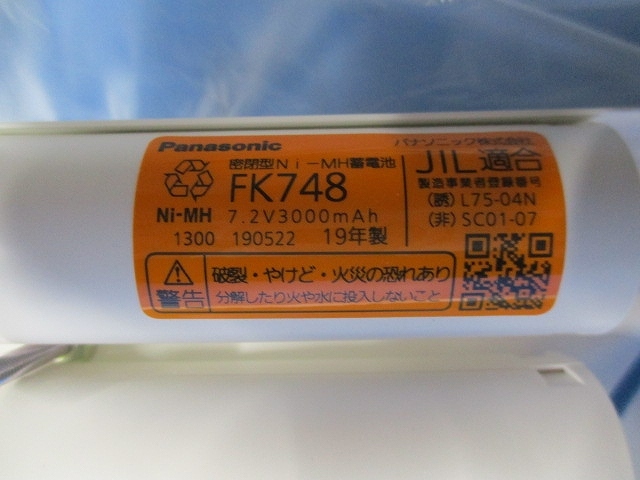 Panasonic
パナソニック株式会社
密閉型Ni-MH蓄電池
FK748
Ni-MH 7.2V3000mAh
1300 190522 19年製
JIL適合
製造事業者登録番号
(誘) L75-04N
(非) SC01-07
警告
破裂・やけど・火災の恐れあり
分解したり火や水に投入しないこと